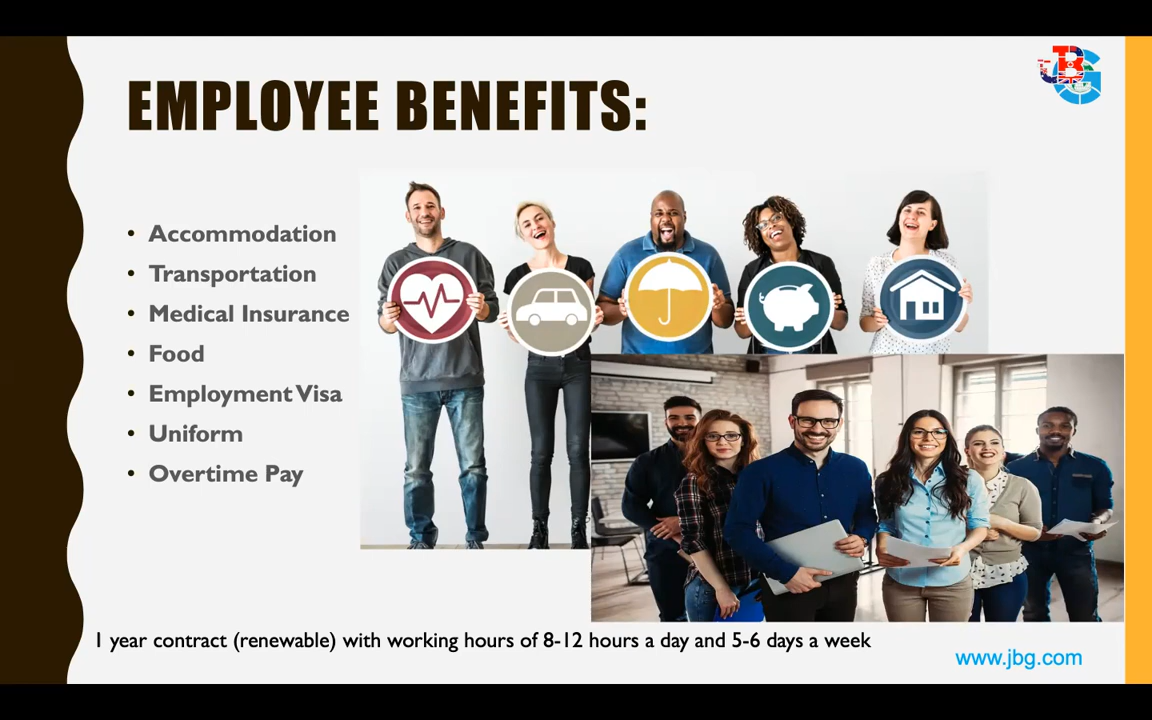 EMPLOYEE BENEFITS:
• Accommodation
• Transportation
• Medical Insurance
• Food
• Employment Visa
• Uniform
• Overtime Pay
1 year contract (renewable) with working hours of 8-12 hours a day and 5-6 days a week
www.jbg.com
JBG